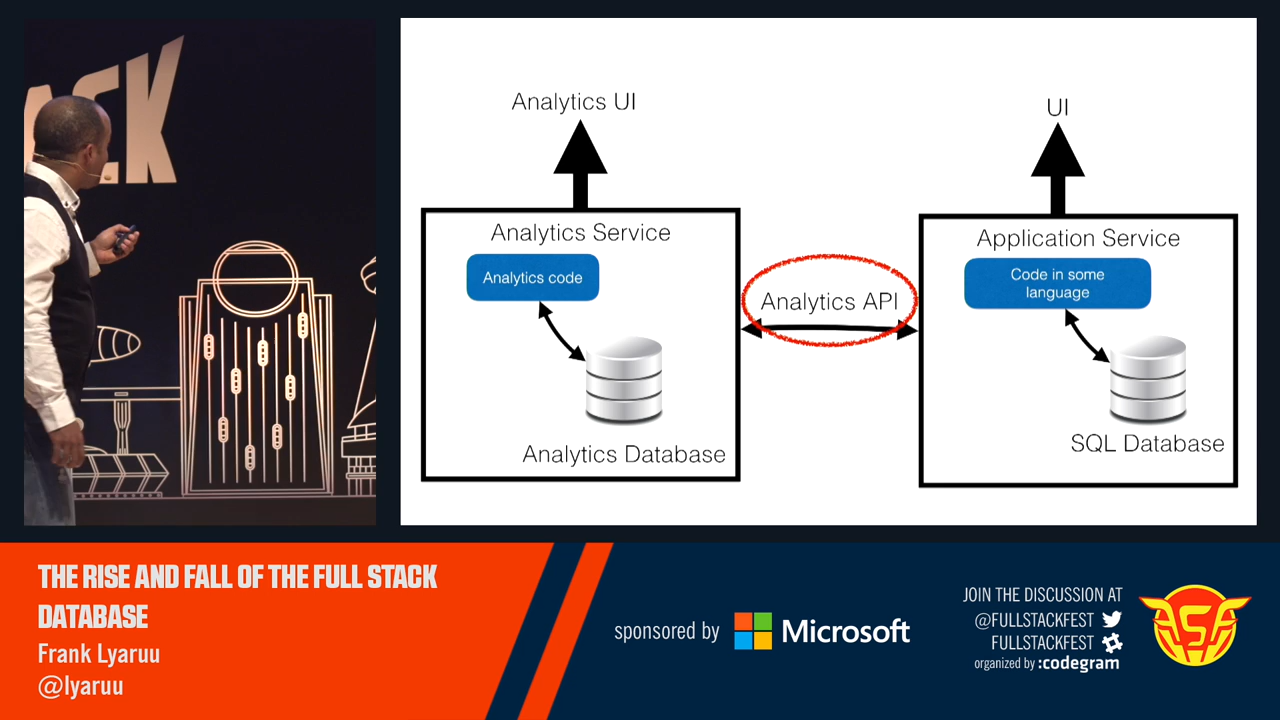 ACK
Analytics UI
UI
Analytics Service
Application Service
Analytics code
Code in some
language
Analytics API
Analytics Database
SQL Database
THE RISE AND FALL OF THE FULL STACK
DATABASE
Frank Lyaruu
@lyaruu
sponsored by Microsoft
JOIN THE DISCUSSION AT
@FULLSTACKFEST
FULLSTACKFEST
organized by :codegram
FSF